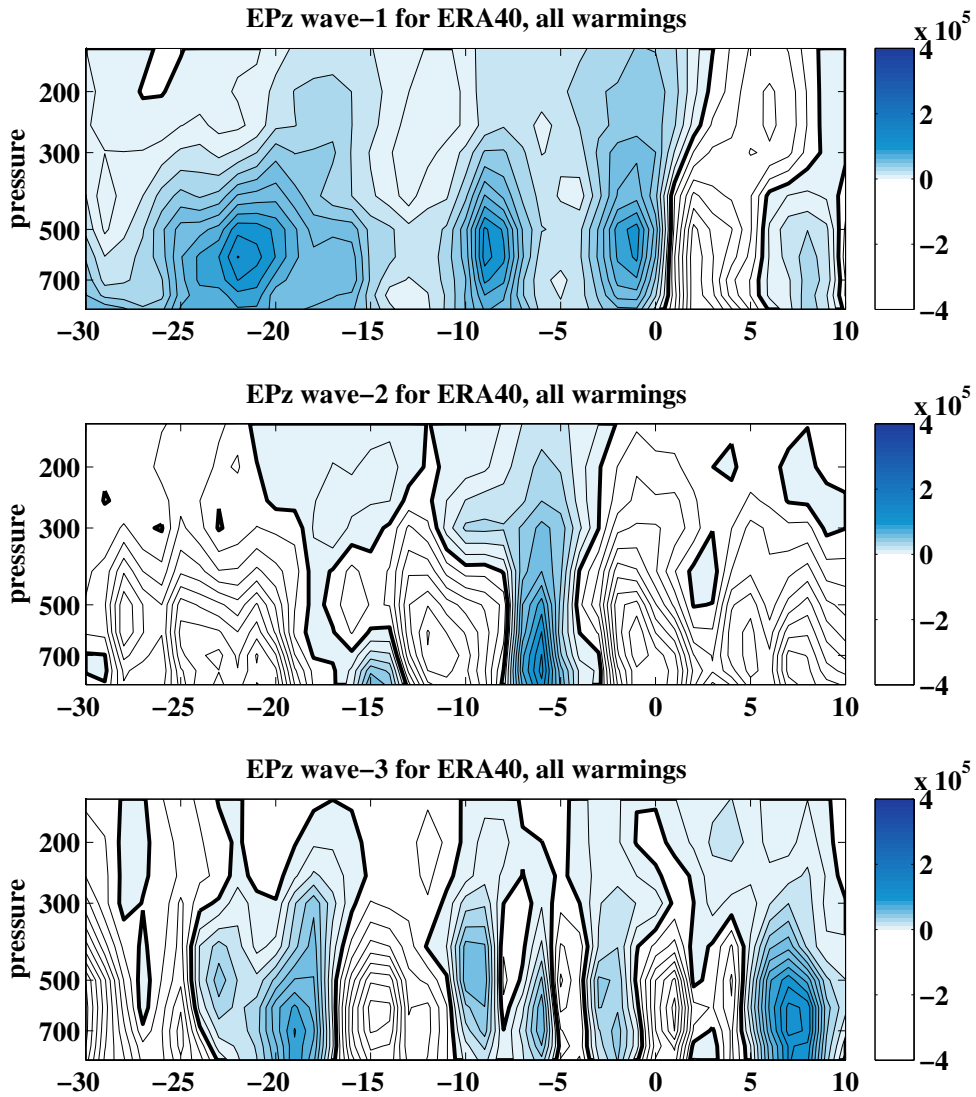 EPz wave−1 for ERA40, all warmings
x 10^5
4
2
0
−2
−4
pressure
200
300
500
700
−30 −25 −20 −15 −10 −5 0 5 10
EPz wave−2 for ERA40, all warmings
x 10^5
4
2
0
−2
−4
pressure
200
300
500
700
−30 −25 −20 −15 −10 −5 0 5 10
EPz wave−3 for ERA40, all warmings
x 10^5
4
2
0
−2
−4
pressure
200
300
500
700
−30 −25 −20 −15 −10 −5 0 5 10